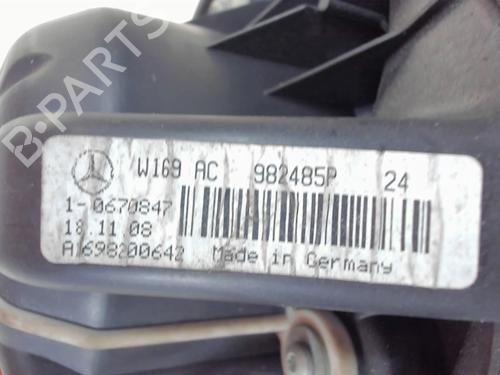 B-PARTS
W169 AC 982485P 24
1-0670847
18.11.08
A1698200642 Made in Germany